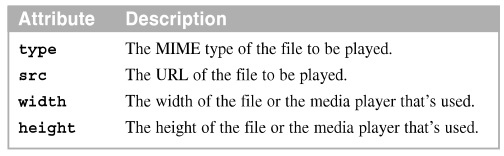 Attribute Description
type The MIME type of the file to be played.
src The URL of the file to be played.
width The width of the file or the media player that's used.
height The height of the file or the media player that's used.